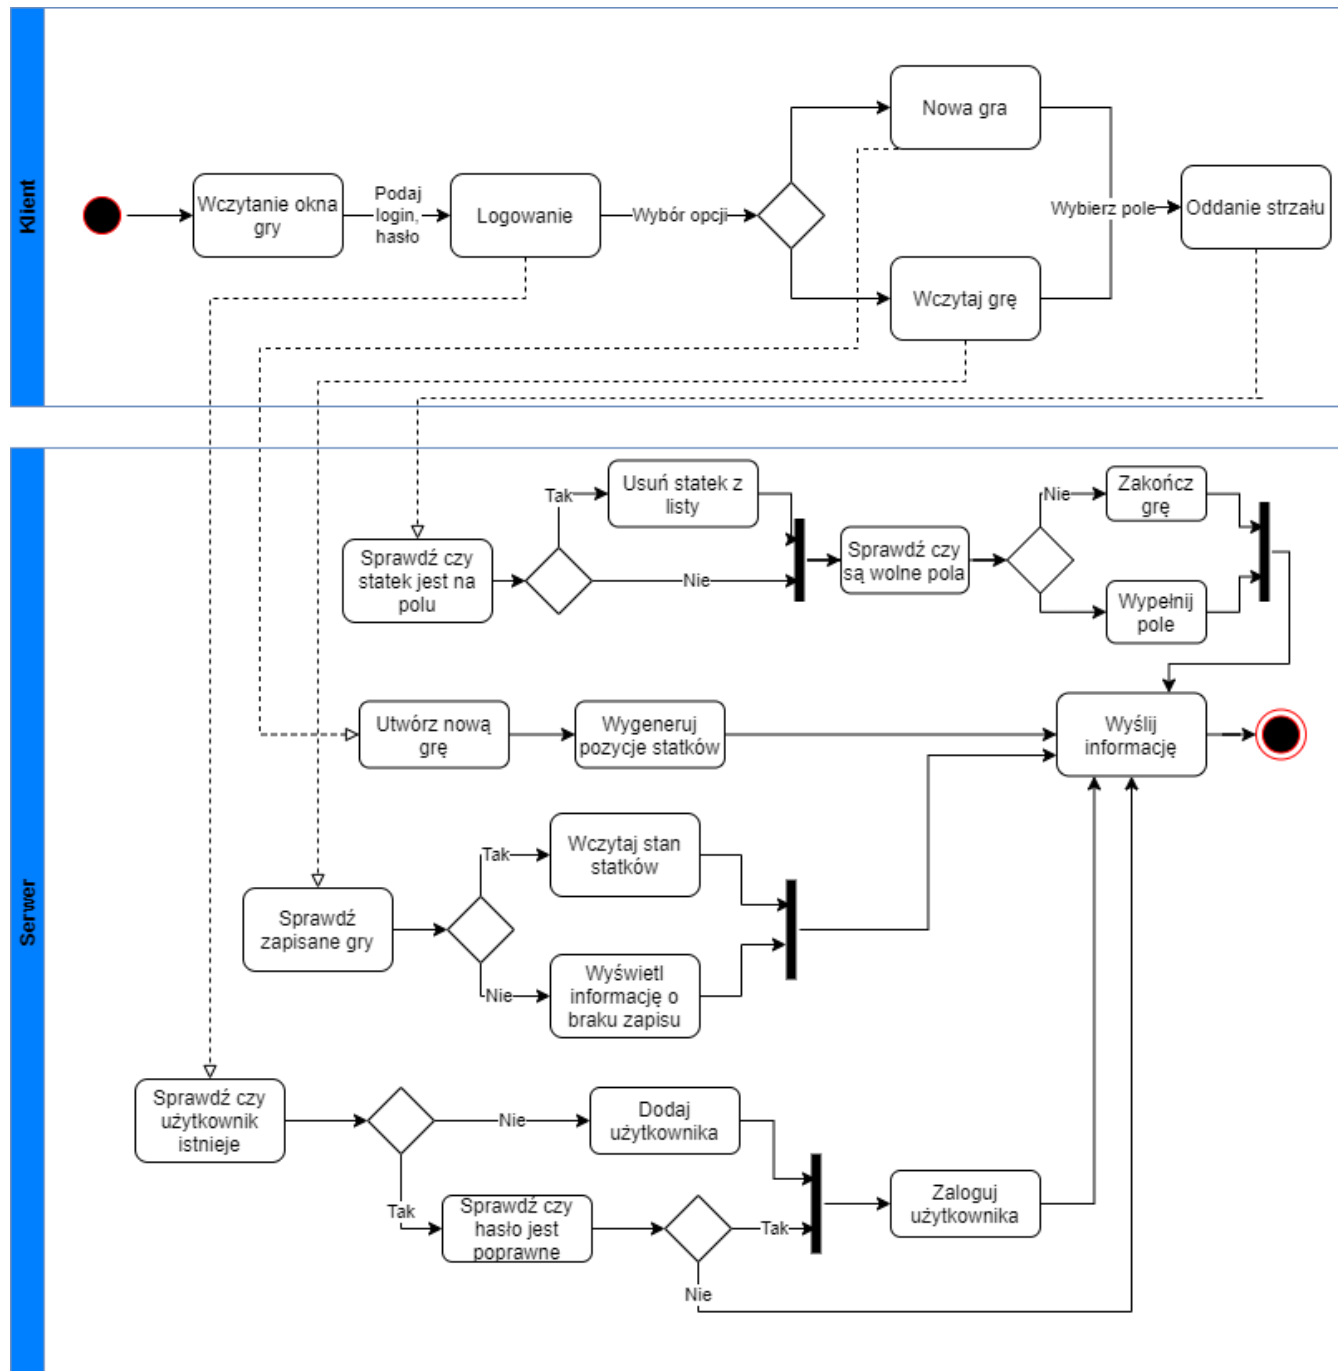 Klient
Wczytanie okna
gry
Podaj
login,
hasło
Logowanie
Wybór opcji
Nowa gra
Wczytaj grę
Wybierz pole
Oddanie strzału
Serwer
Sprawdź czy
statek jest na
polu
Tak
Usuń statek z
listy
Nie
Sprawdź czy
są wolne pola
Nie
Zakończ
grę
Wypełnij
pole
Utwórz nową
grę
Wygeneruj
pozycje statków
Wyślij
informację
Sprawdź
zapisane gry
Tak
Wczytaj stan
statków
Nie
Wyświetl
informację o
braku zapisu
Sprawdź czy
użytkownik
istnieje
Nie
Dodaj
użytkownika
Tak
Sprawdź czy
hasło jest
poprawne
Tak
Nie
Zaloguj
użytkownika